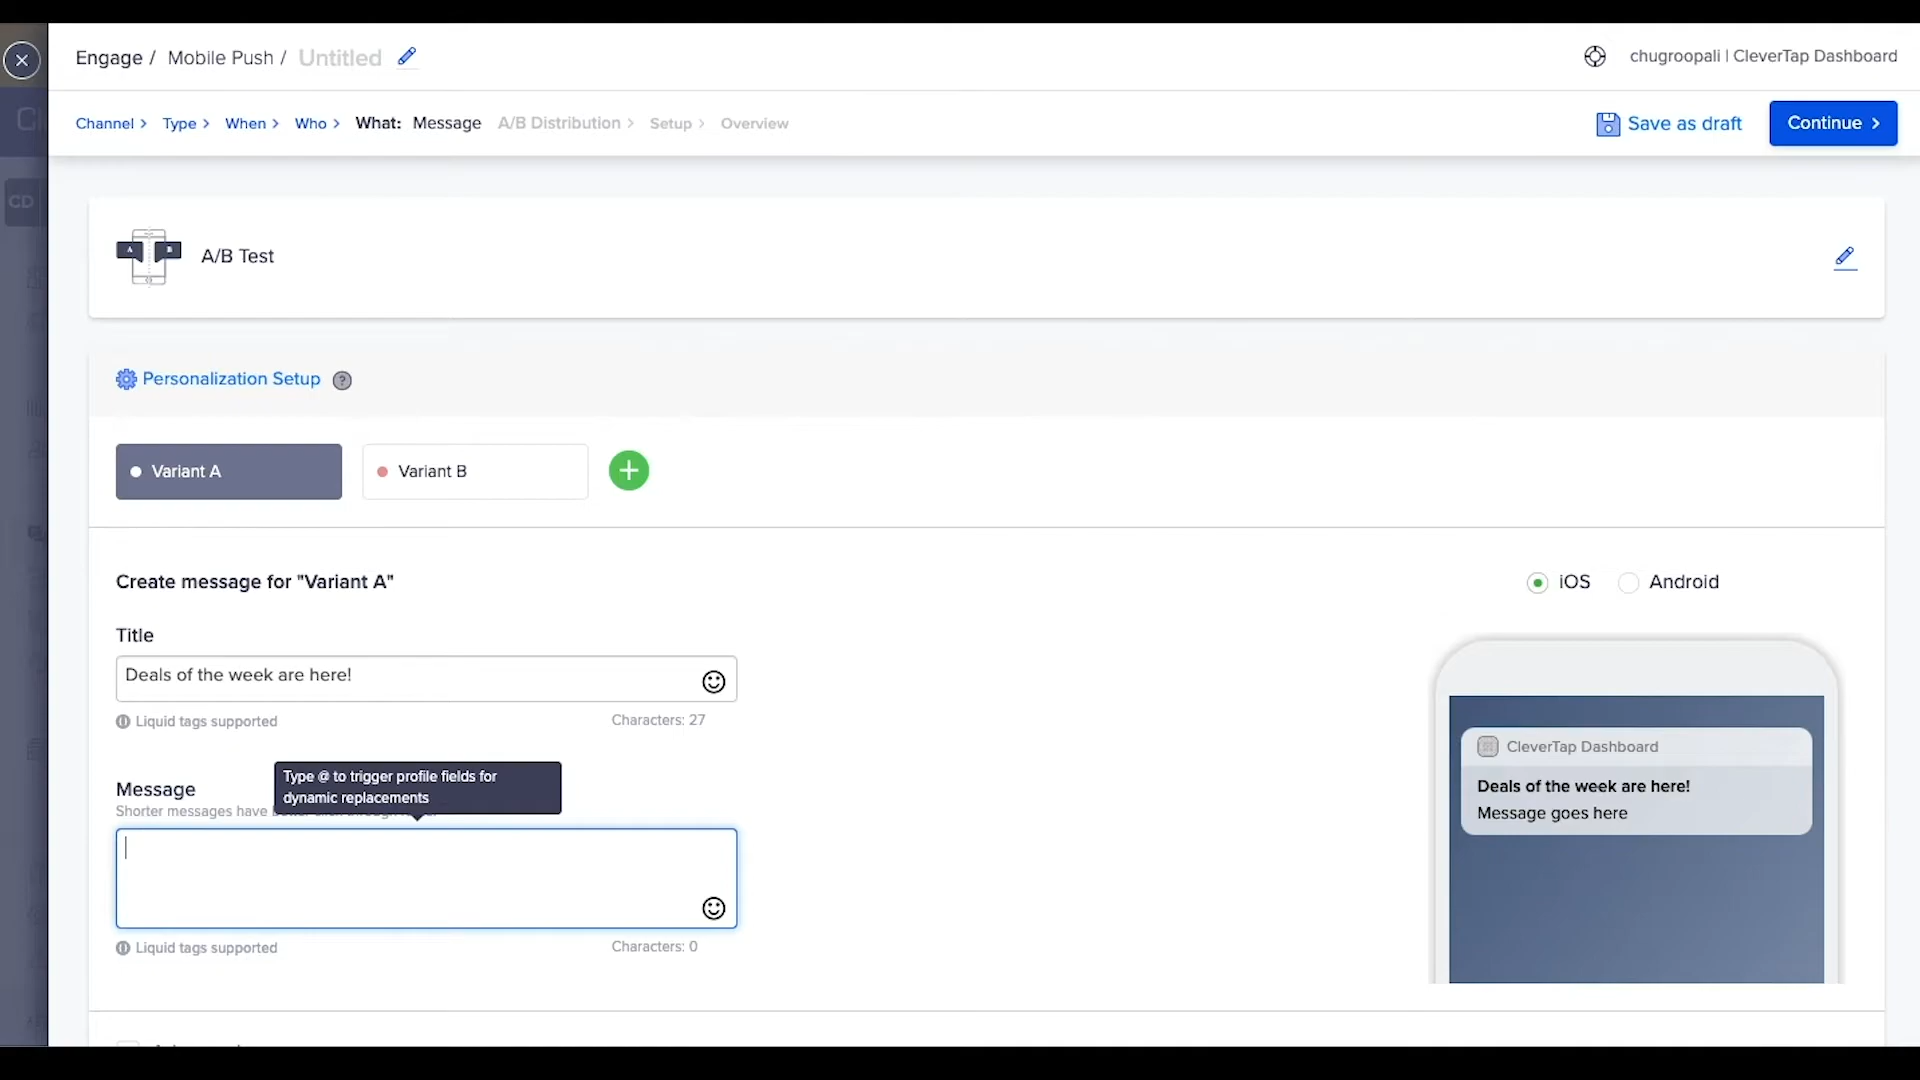 Engage / Mobile Push / Untitled
chugroopali | CleverTap Dashboard
Channel > Type > When > Who > What: Message A/B Distribution > Setup > Overview
Save as draft
Continue >
CD
A B
A/B Test
Personalization Setup ?
Variant A
Variant B
+
Create message for "Variant A"
iOS
Android
Title
Deals of the week are here!
Liquid tags supported
Characters: 27
Type @ to trigger profile fields for
dynamic replacements
Message
Shorter messages have
Liquid tags supported
Characters: 0
CleverTap Dashboard
Deals of the week are here!
Message goes here